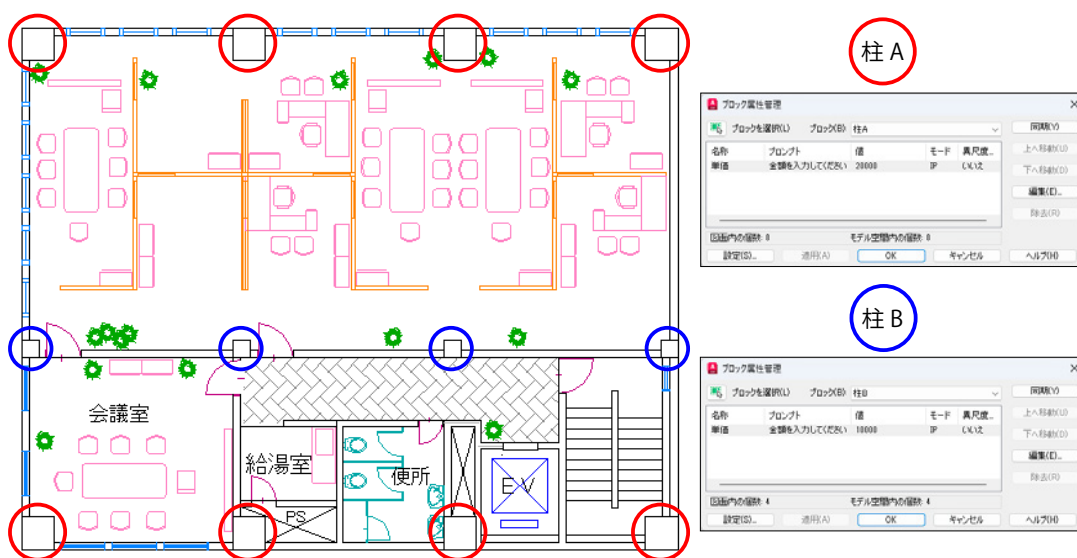 柱 A
ブロック属性管理
ブロックを選択(L) ブロック(B) 柱A
同期(Y)
名称 プロンプト 値 モード 異尺度...
単価 金額を入力してください 20000 IP いいえ
上へ移動(U)
下へ移動(D)
編集(E)...
除去(R)
図面内の個数: 8 モデル空間内の個数: 8
設定(S)... 適用(A) OK キャンセル ヘルプ(H)
柱 B
ブロック属性管理
ブロックを選択(L) ブロック(B) 柱B
同期(Y)
名称 プロンプト 値 モード 異尺度...
単価 金額を入力してください 10000 IP いいえ
上へ移動(U)
下へ移動(D)
編集(E)...
除去(R)
図面内の個数: 4 モデル空間内の個数: 4
設定(S)... 適用(A) OK キャンセル ヘルプ(H)
会議室
給湯室
便所
EV
PS